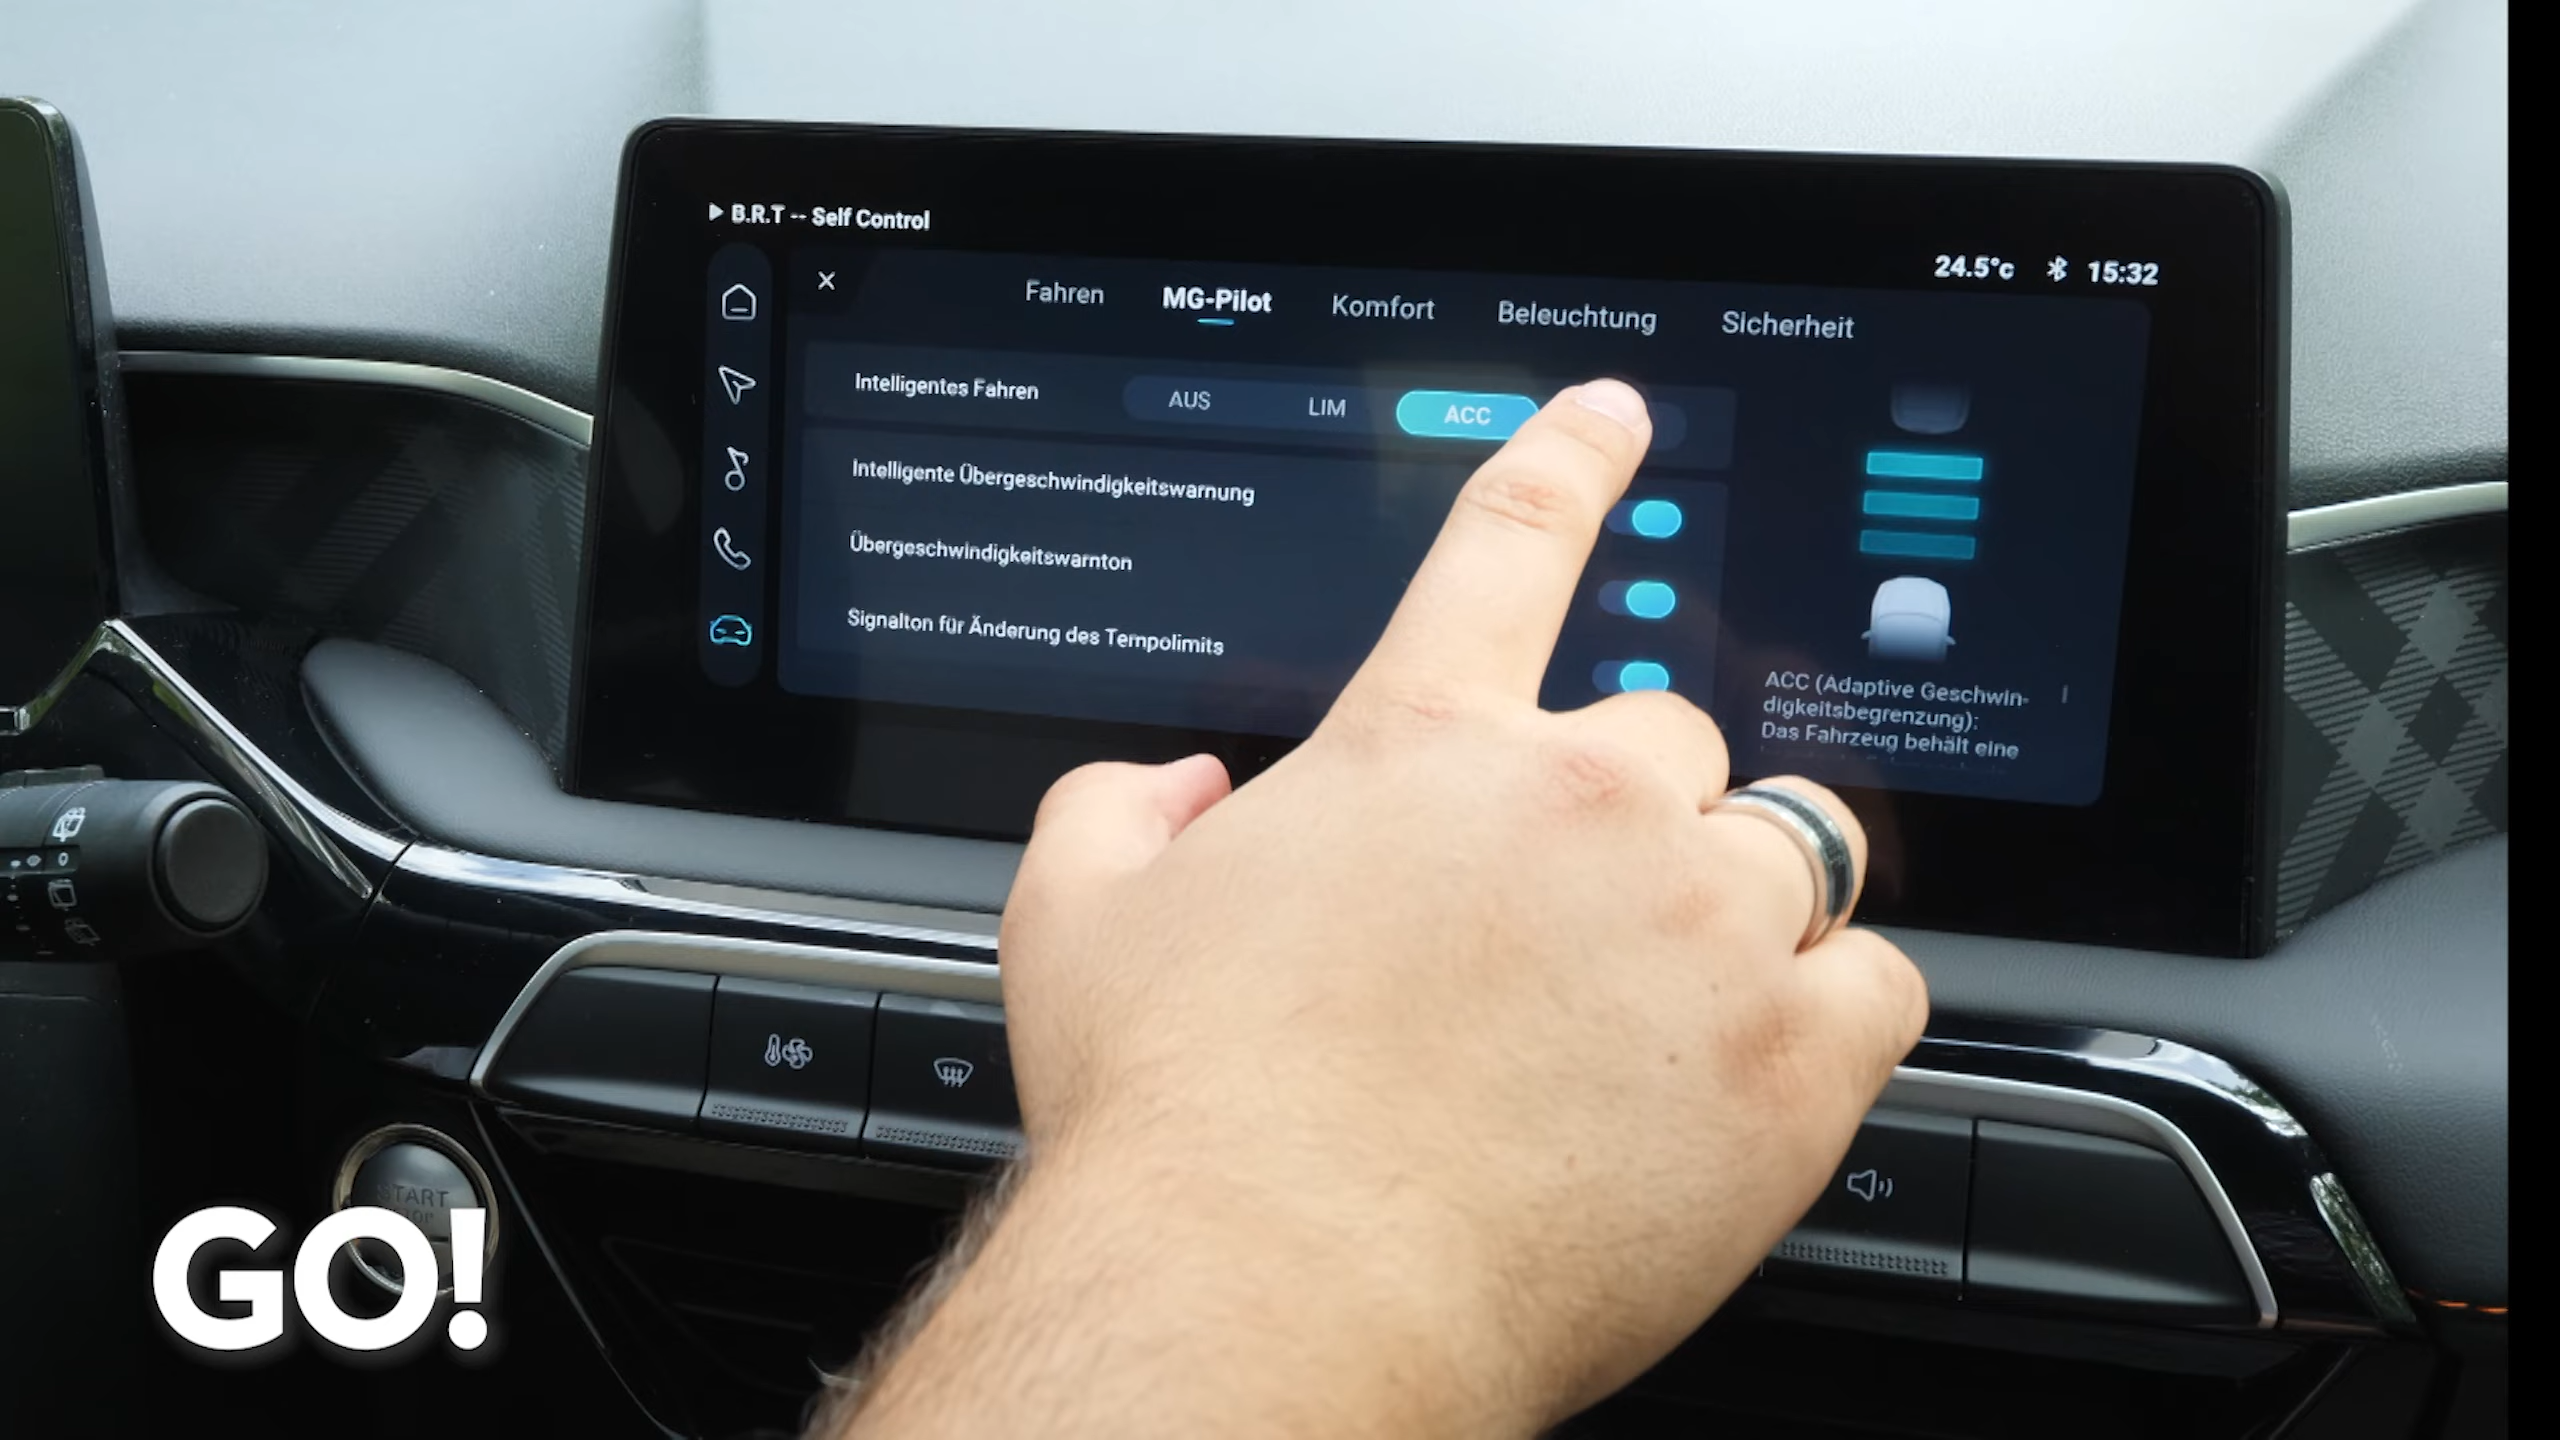 B.R.T -- Self Control
24.5°c 15:32
Fahren MG-Pilot Komfort Beleuchtung Sicherheit
Intelligentes Fahren AUS LIM ACC
Intelligente Übergeschwindigkeitswarnung
Übergeschwindigkeitswarnton
Signalton für Änderung des Tempolimits
ACC (Adaptive Geschwin-
digkeitsbegrenzung):
Das Fahrzeug behält eine
START
GO!